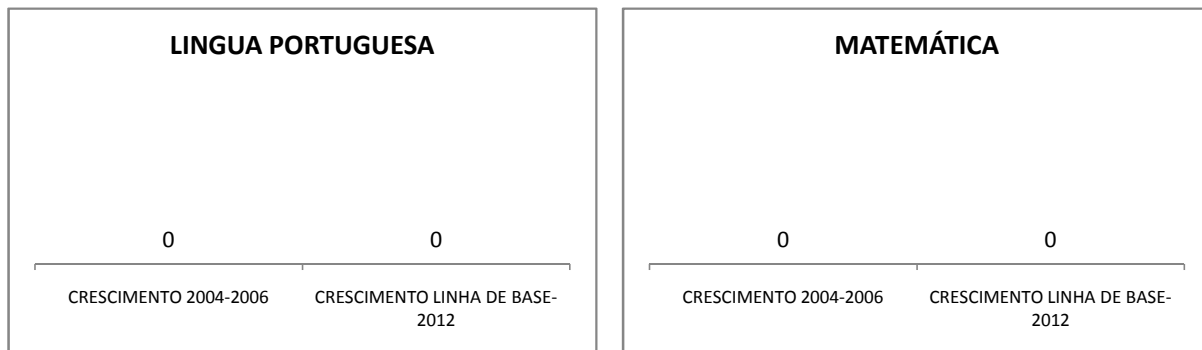 LINGUA PORTUGUESA
0
0
CRESCIMENTO 2004-2006
CRESCIMENTO LINHA DE BASE-
2012
MATEMÁTICA
0
0
CRESCIMENTO 2004-2006
CRESCIMENTO LINHA DE BASE-
2012